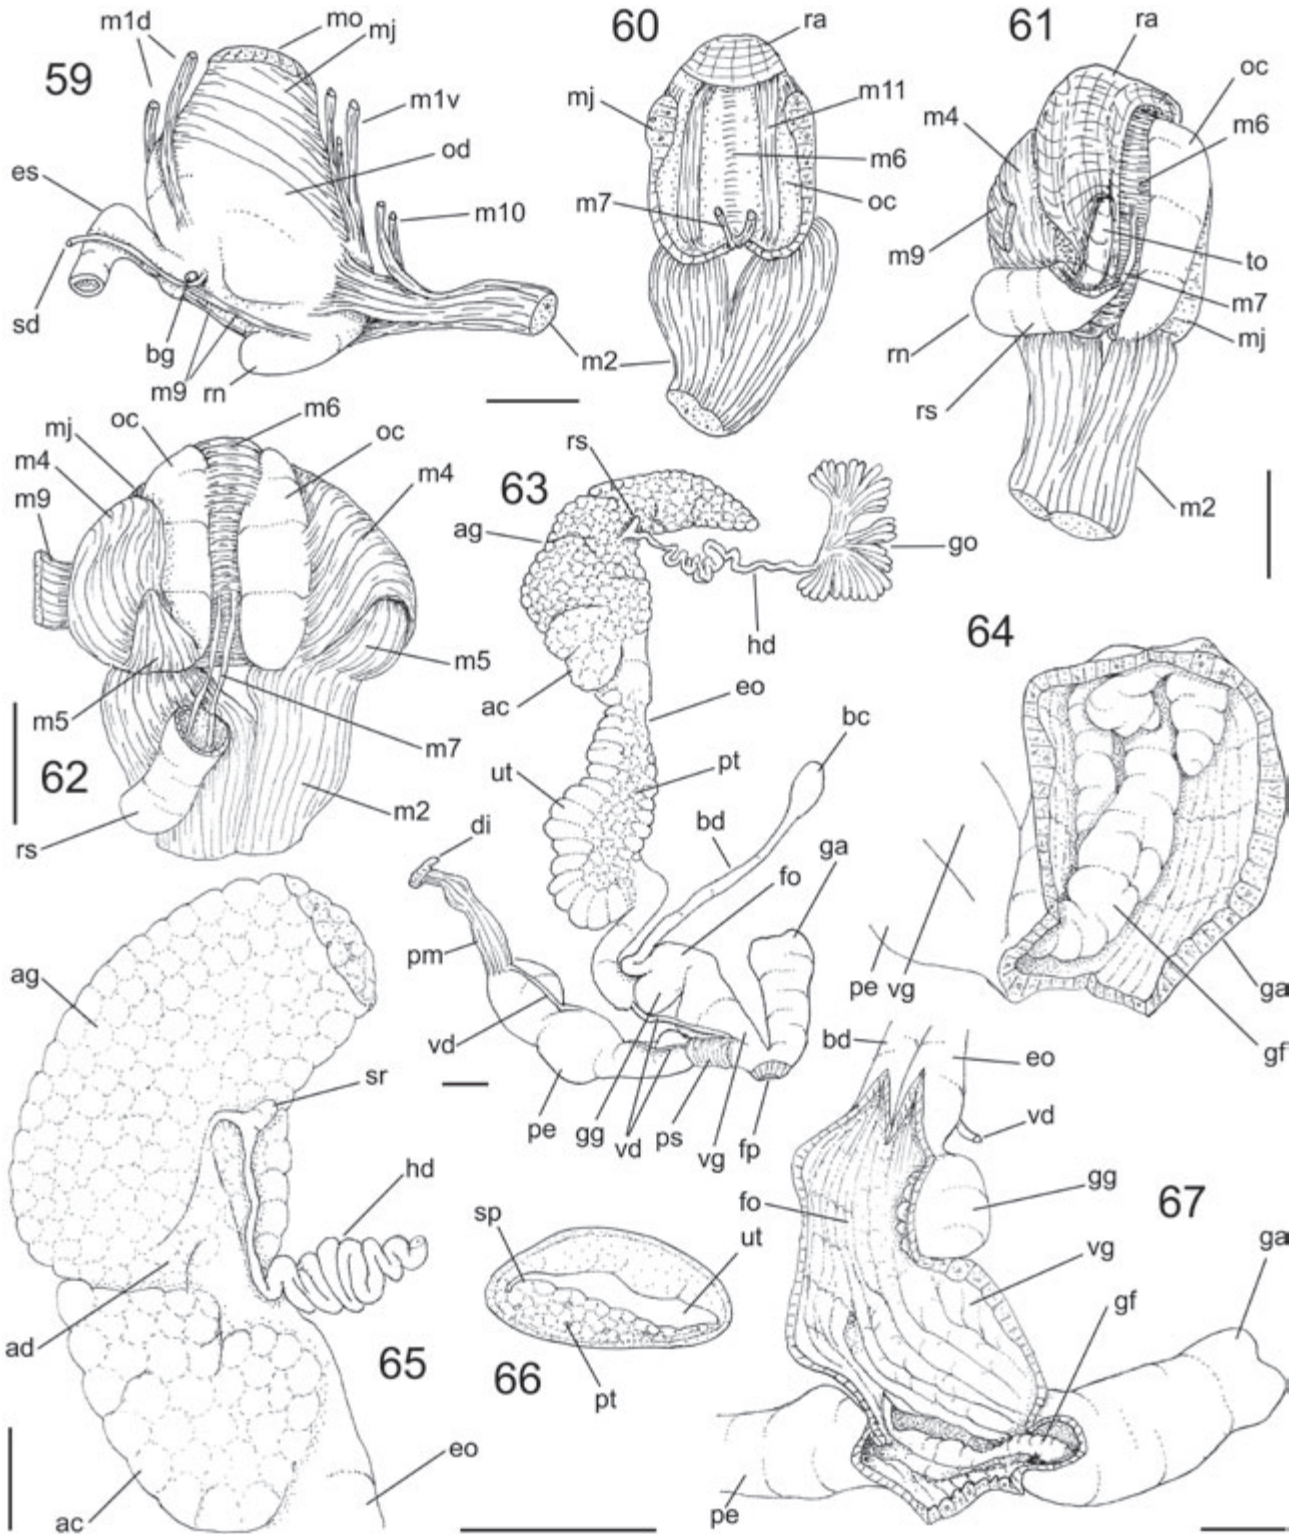 59
m1d
mo
mj
m1v
od
es
m10
sd
bg
m9
rn
m2
60
ra
mj
m11
m6
m7
oc
61
ra
oc
m4
m6
m9
to
m7
rn
mj
rs
m2
62
m6
oc
oc
mj
m4
m4
m9
m5
m5
m7
m2
rs
63
rs
ag
go
hd
ac
eo
bc
ut
pt
bd
di
fo
ga
pm
vd
pe
gg
vd
ps
vg
fp
64
pe
vg
ga
gf
65
ag
sr
hd
ad
ac
eo
66
sp
ut
pt
67
bd
eo
vd
fo
gg
vg
ga
gf
pe